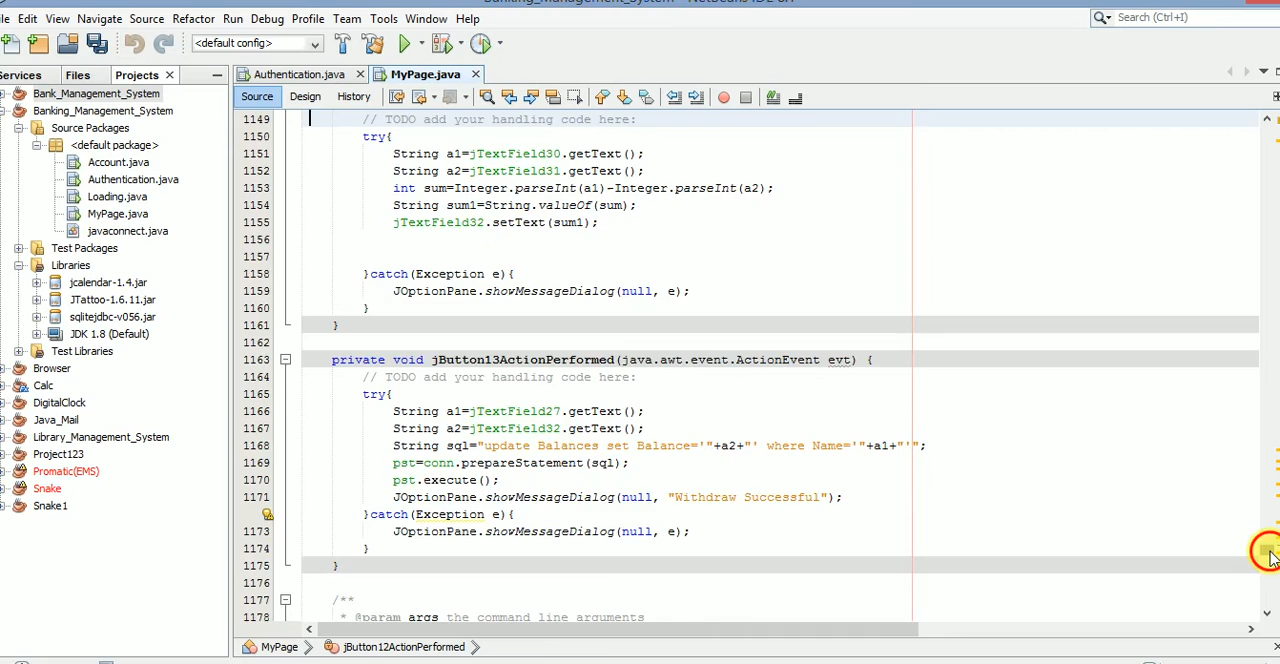 Edit View Navigate Source Refactor Run Debug Profile Team Tools Window Help
Search (Ctrl+I)
<default config>
Services Files Projects
Authentication.java MyPage.java
Source Design History
Bank_Management_System
Banking_Management_System
Source Packages
<default package>
Account.java
Authentication.java
Loading.java
MyPage.java
javaconnect.java
Test Packages
Libraries
jcalendar-1.4.jar
JTattoo-1.6.11.jar
sqlitejdbc-v056.jar
JDK 1.8 (Default)
Test Libraries
Browser
Calc
DigitalClock
Java_Mail
Library_Management_System
Project123
Promatic(EMS)
Snake
Snake1
1149 // TODO add your handling code here:
1150 try{
1151 String a1=jTextField30.getText();
1152 String a2=jTextField31.getText();
1153 int sum=Integer.parseInt(a1)-Integer.parseInt(a2);
1154 String sum1=String.valueOf(sum);
1155 jTextField32.setText(sum1);
1156
1157
1158 }catch(Exception e){
1159 JOptionPane.showMessageDialog(null, e);
1160 }
1161 }
1162
1163 private void jButton13ActionPerformed(java.awt.event.ActionEvent evt) {
1164 // TODO add your handling code here:
1165 try{
1166 String a1=jTextField27.getText();
1167 String a2=jTextField32.getText();
1168 String sql="update Balances set Balance='"+a2+"' where Name='"+a1+"'";
1169 pst=conn.prepareStatement(sql);
1170 pst.execute();
1171 JOptionPane.showMessageDialog(null, "Withdraw Successful");
}catch(Exception e){
1173 JOptionPane.showMessageDialog(null, e);
1174 }
1175 }
1176
1177 /**
1178 * @param args the command line arguments
MyPage jButton12ActionPerformed